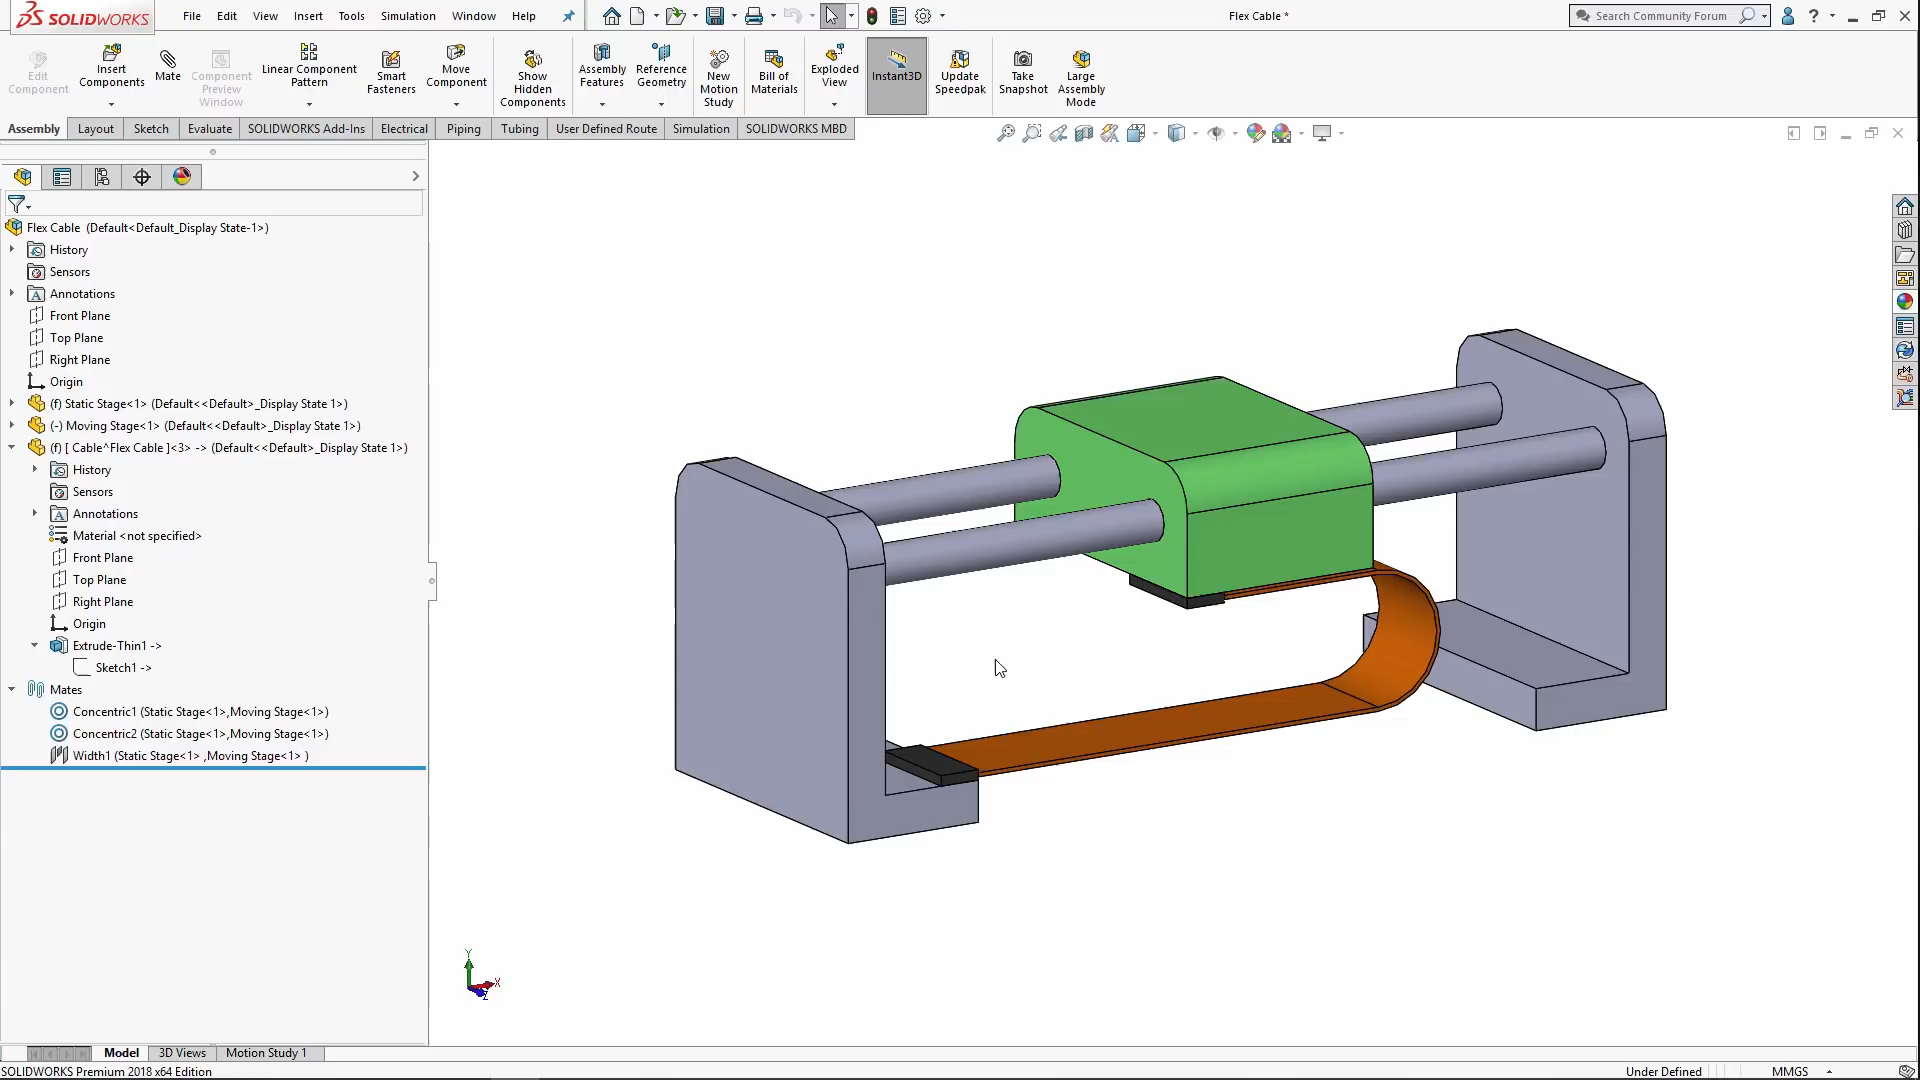 SOLIDWORKS File Edit View Insert Tools Simulation Window Help Flex Cable * Search Community Forum ?
Edit Component Insert Components Mate Component Preview Window Linear Component Pattern Smart Fasteners Move Component Show Hidden Components Assembly Features Reference Geometry New Motion Study Bill of Materials Exploded View Instant3D Update Speedpak Take Snapshot Large Assembly Mode
Assembly Layout Sketch Evaluate SOLIDWORKS Add-Ins Electrical Piping Tubing User Defined Route Simulation SOLIDWORKS MBD
Flex Cable (Default<Default_Display State-1>)
History
Sensors
Annotations
Front Plane
Top Plane
Right Plane
Origin
(f) Static Stage<1> (Default<<Default>_Display State 1>)
(-) Moving Stage<1> (Default<<Default>_Display State 1>)
(f) [ Cable^Flex Cable ]<3> -> (Default<<Default>_Display State 1>)
History
Sensors
Annotations
Material <not specified>
Front Plane
Top Plane
Right Plane
Origin
Extrude-Thin1 ->
Sketch1 ->
Mates
Concentric1 (Static Stage<1>,Moving Stage<1>)
Concentric2 (Static Stage<1>,Moving Stage<1>)
Width1 (Static Stage<1> ,Moving Stage<1> )
Y
X
Z
Model 3D Views Motion Study 1
SOLIDWORKS Premium 2018 x64 Edition Under Defined MMGS